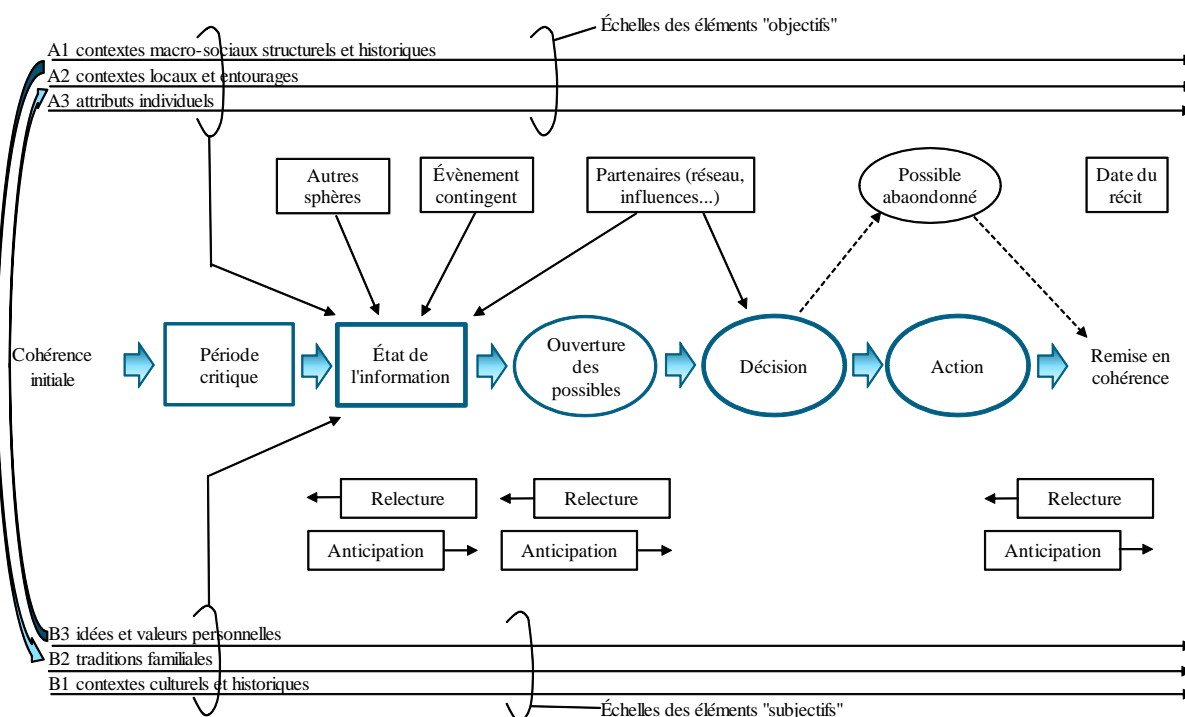 Échelles des éléments "objectifs"
A1 contextes macro-sociaux structurels et historiques
A2 contextes locaux et entourages
A3 attributs individuels
Autres
sphères
Évènement
contingent
Partenaires (réseau,
influences...)
Possible
abaondonné
Date du
récit
Cohérence
initiale
Période
critique
État de
l'information
Ouverture
des
possibles
Décision
Action
Remise en
cohérence
Relecture
Relecture
Relecture
Anticipation
Anticipation
Anticipation
B3 idées et valeurs personnelles
B2 traditions familiales
B1 contextes culturels et historiques
Échelles des éléments "subjectifs"